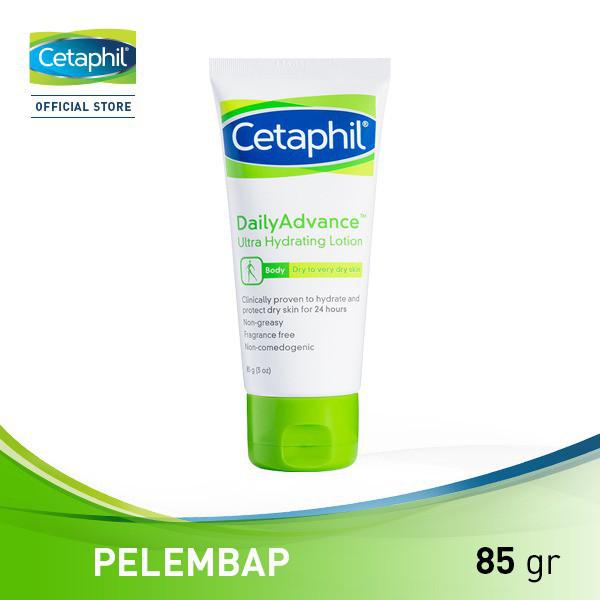 Cetaphil®
OFFICIAL STORE
Cetaphil®
DailyAdvance™
Ultra Hydrating Lotion
Body Dry to very dry skin
Clinically proven to hydrate and
protect dry skin for 24 hours
Non-greasy
Fragrance free
Non-comedogenic
85 g (3 oz)
PELEMBAP 85 gr